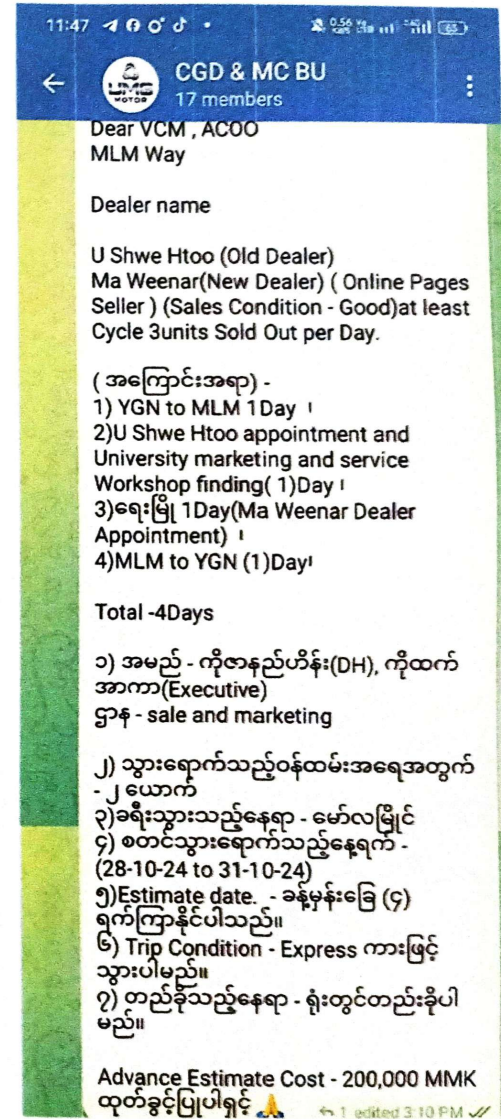 11:47
0.56 KB/s
63
UMG
MOTOR
CGD & MC BU
17 members
Dear VCM , ACOO
MLM Way
Dealer name
U Shwe Htoo (Old Dealer)
Ma Weenar(New Dealer) ( Online Pages
Seller ) (Sales Condition - Good)at least
Cycle 3units Sold Out per Day.
( အကြောင်းအရာ) -
1) YGN to MLM 1Day ၊
2)U Shwe Htoo appointment and
University marketing and service
Workshop finding( 1)Day ၊
3)ရေးမြို့ 1Day(Ma Weenar Dealer
Appointment) ၊
4)MLM to YGN (1)Day၊
Total -4Days
၁) အမည် - ကိုဇာနည်ဟိန်း(DH), ကိုထက်
အာကာ(Executive)
ဌာန - sale and marketing
၂) သွားရောက်သည့်ဝန်ထမ်းအရေအတွက်
- ၂ ယောက်
၃)ခရီးသွားသည့်နေရာ - မော်လမြိုင်
၄) စတင်သွားရောက်သည့်နေ့ရက် -
(28-10-24 to 31-10-24)
၅)Estimate date. - ခန့်မှန်းခြေ (၄)
ရက်ကြာနိုင်ပါသည်။
၆) Trip Condition - Express ကားဖြင့်
သွားပါမည်။
၇) တည်ခိုသည့်နေရာ - ရုံးတွင်တည်းခိုပါ
မည်။
Advance Estimate Cost - 200,000 MMK
ထုတ်ခွင့်ပြုပါရှင့် 🙏
1 edited 3:10 PM